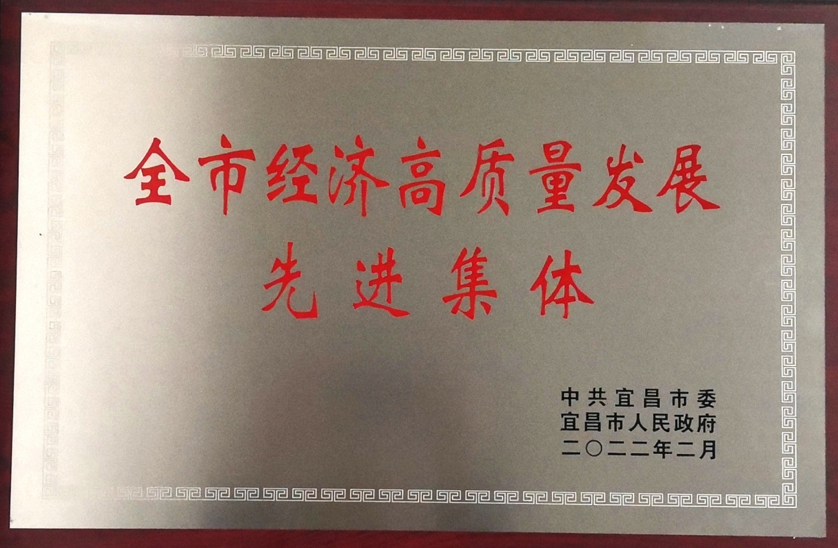 全市经济高质量发展
先进集体
中共宜昌市委
宜昌市人民政府
二〇二二年二月